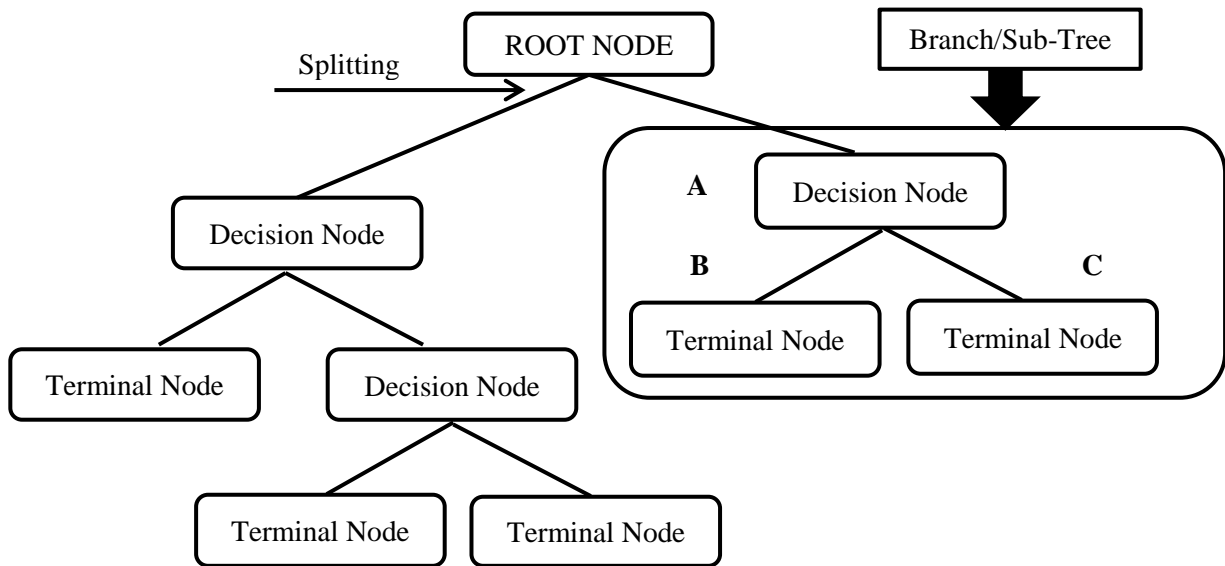 ROOT NODE
Branch/Sub-Tree
Splitting
A
Decision Node
Decision Node
B
C
Terminal Node
Terminal Node
Terminal Node
Decision Node
Terminal Node
Terminal Node